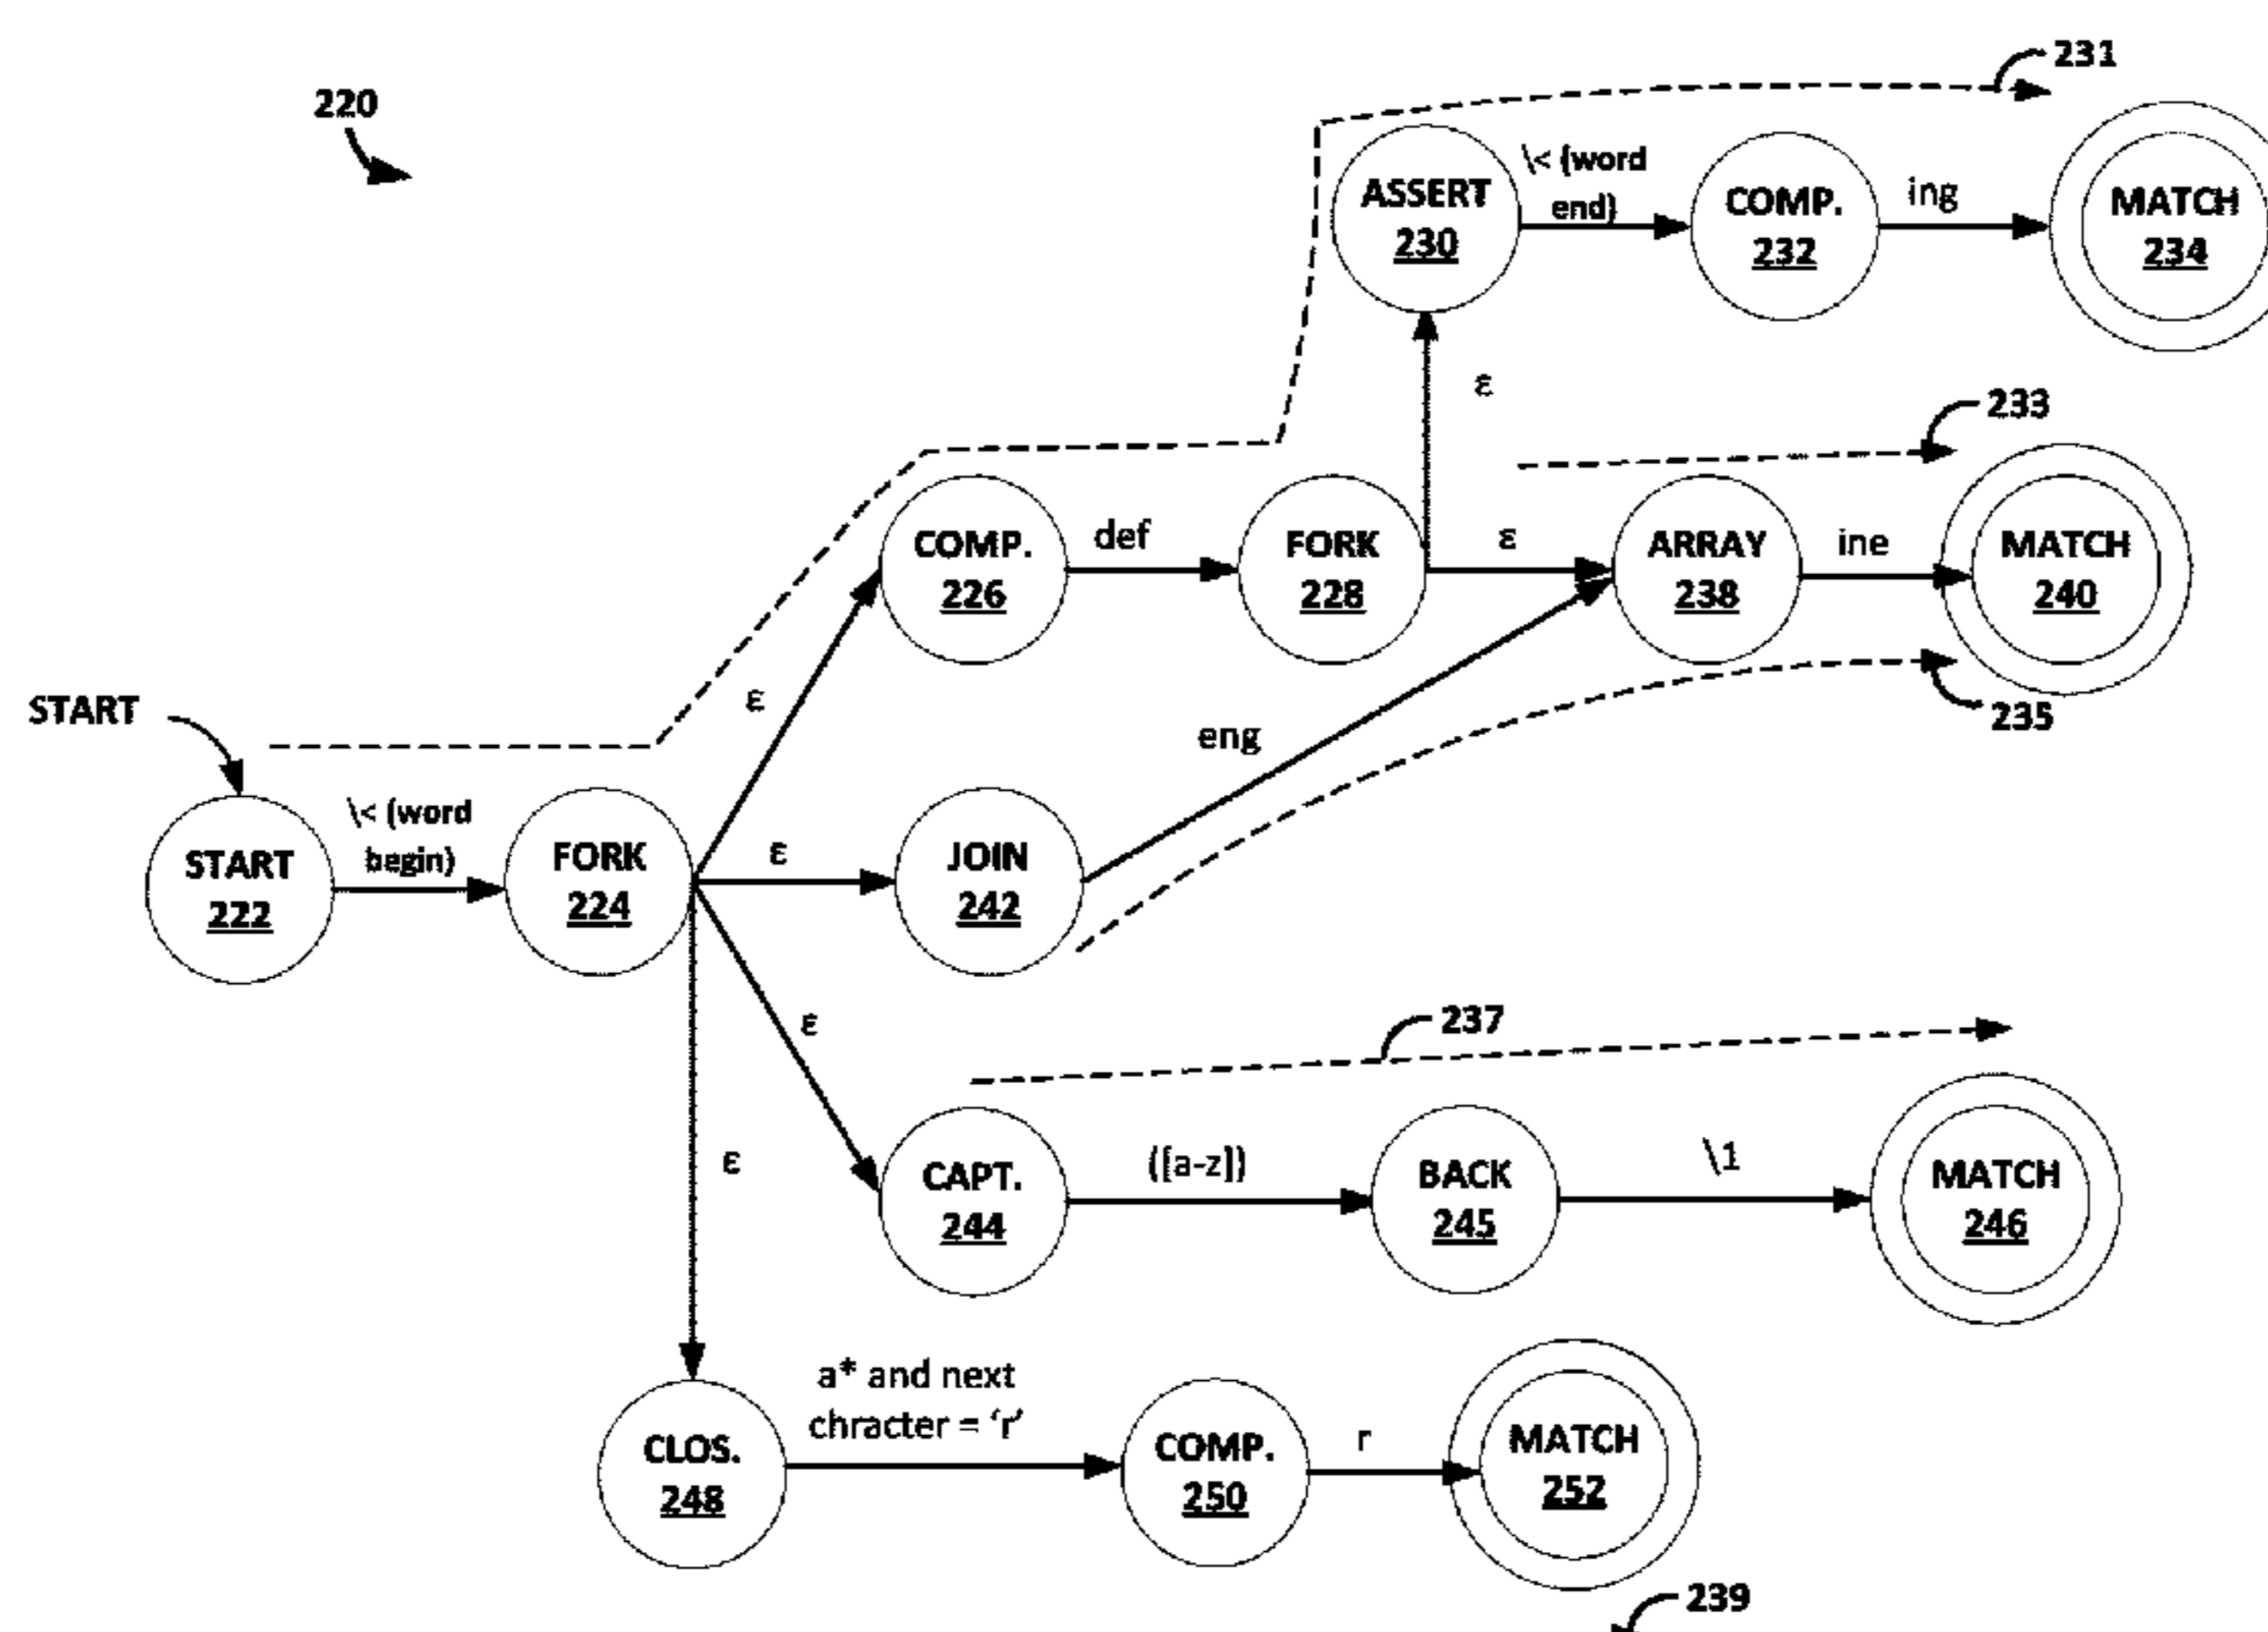 231
220
ASSERT
230
\< (word
end)
COMP.
232
ing
MATCH
234
ε
233
COMP.
226
def
FORK
228
ε
ARRAY
238
ine
MATCH
240
ε
START
eng
235
START
222
\< (word
begin)
FORK
224
ε
JOIN
242
ε
237
ε
CAPT.
244
([a-z])
BACK
245
\1
MATCH
246
CLOS.
248
a* and next
chracter = ‘r’
COMP.
250
r
MATCH
252
239